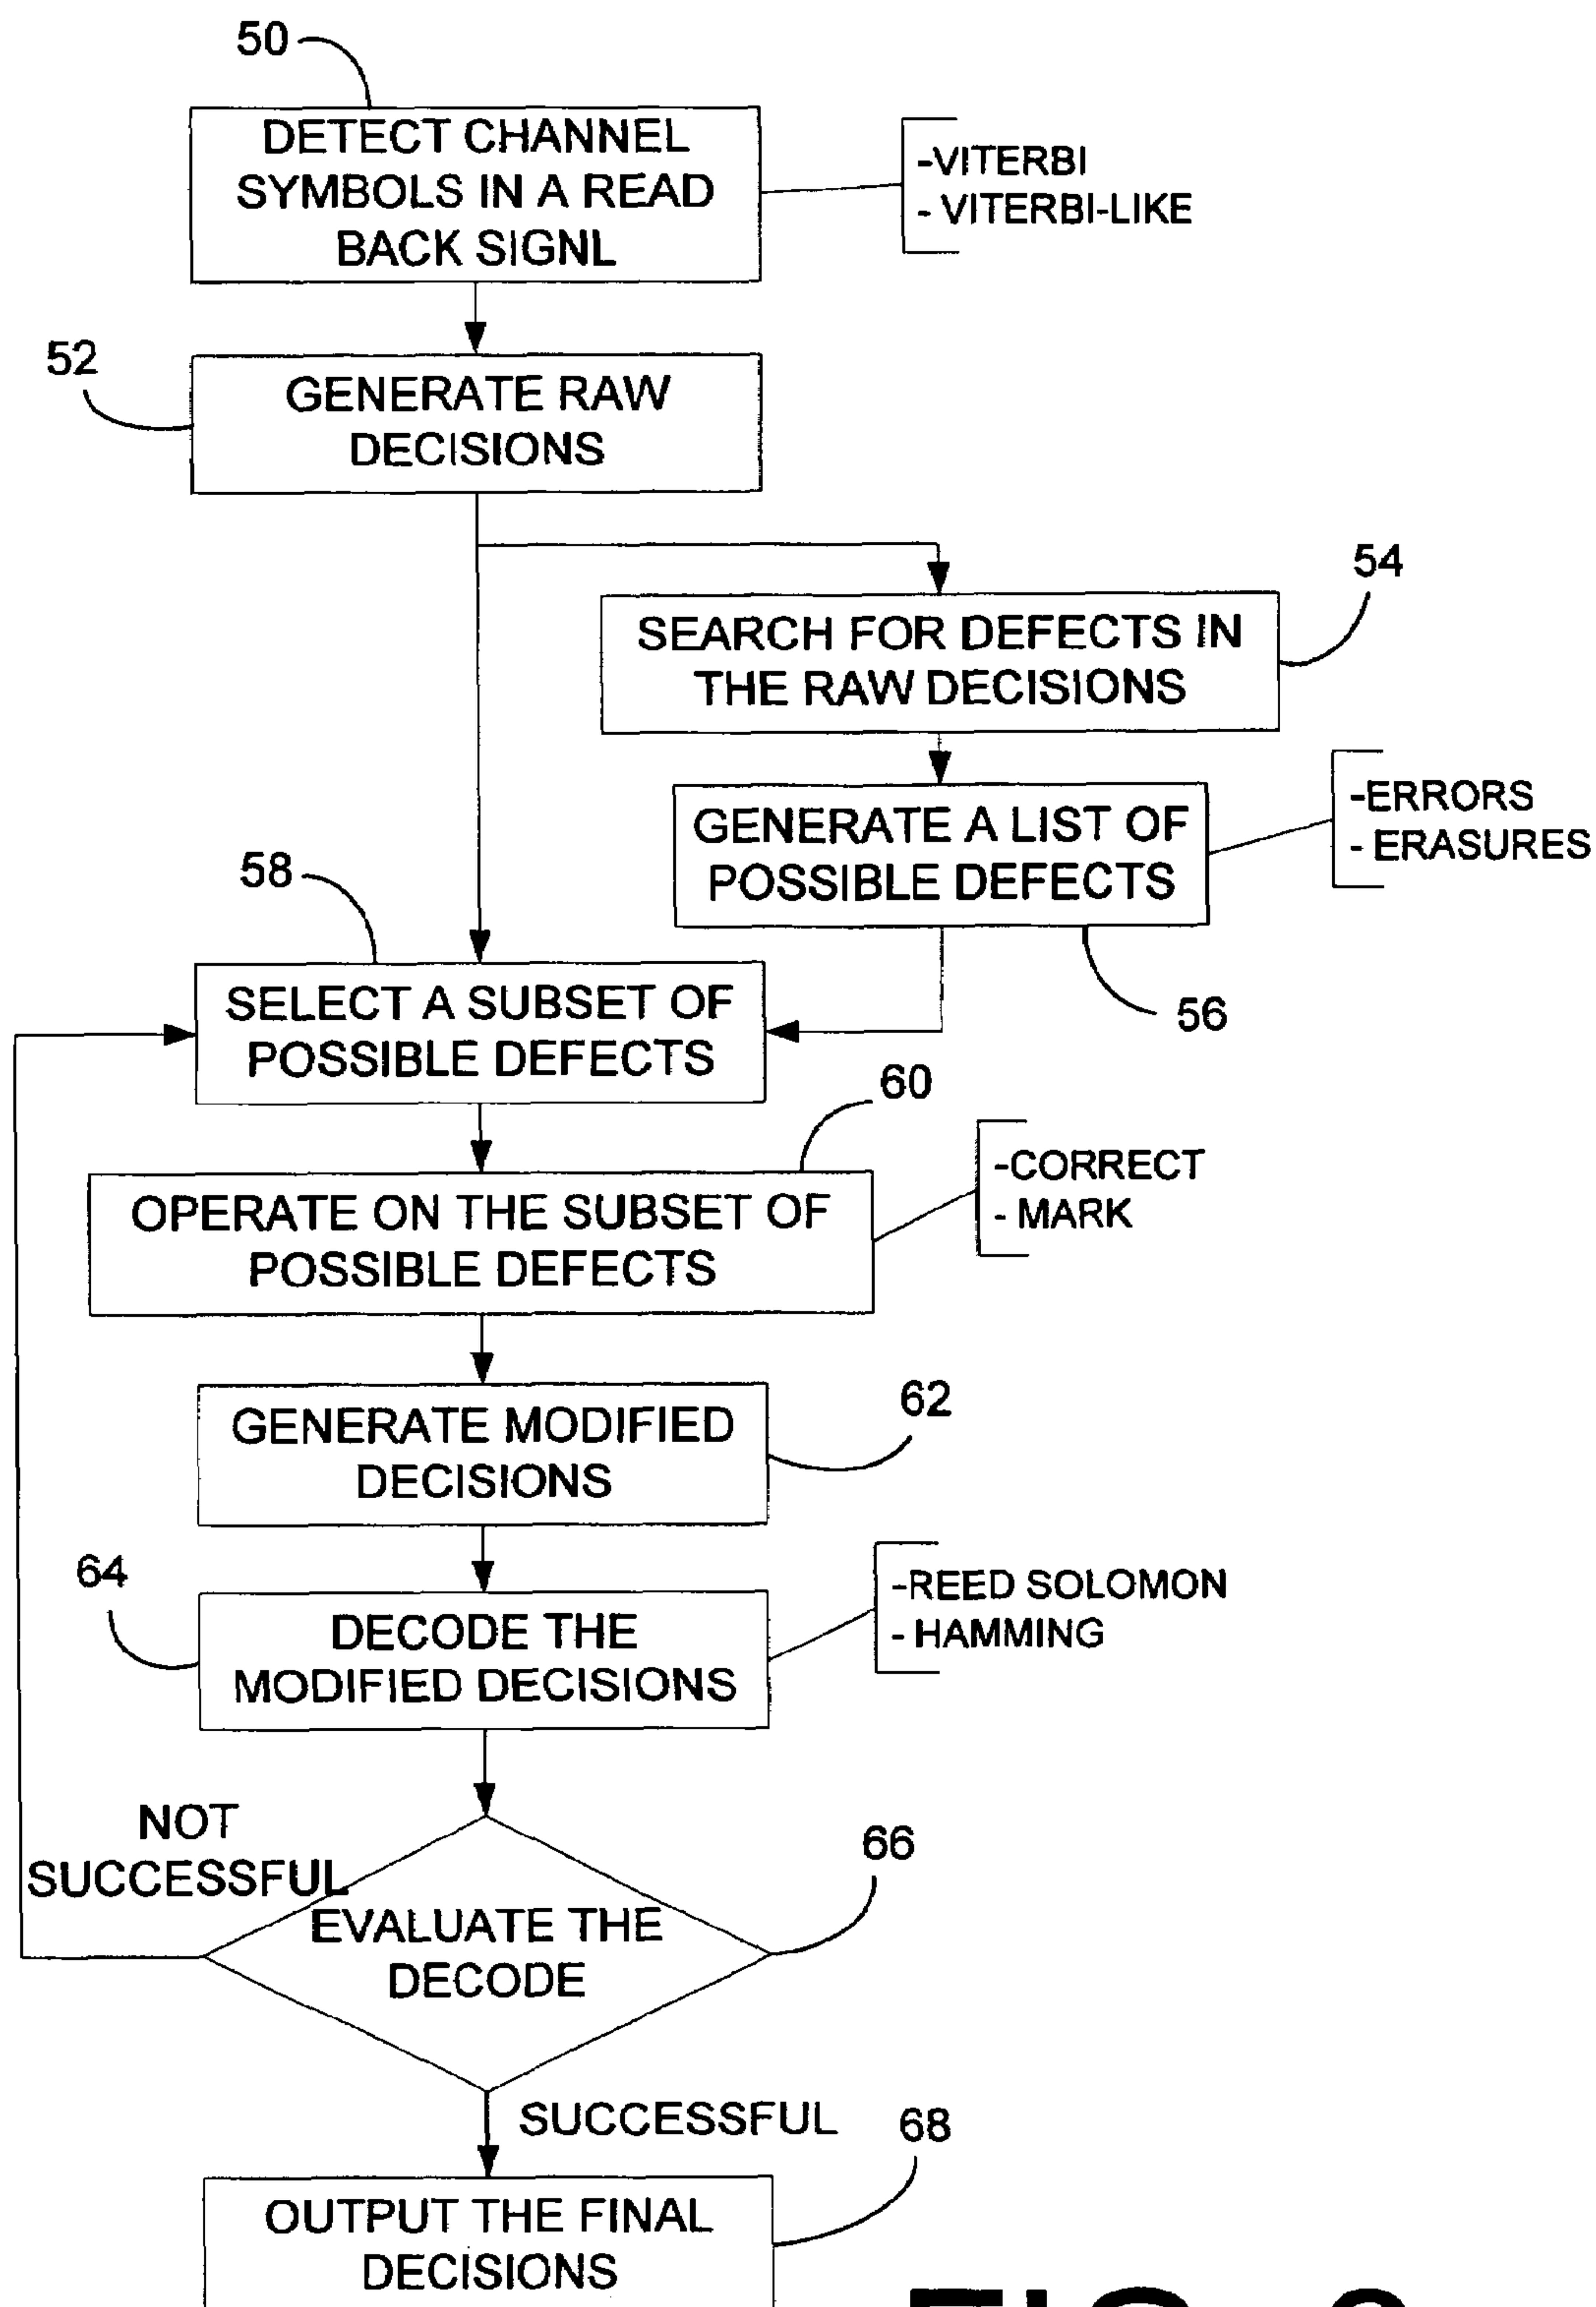 50
DETECT CHANNEL
SYMBOLS IN A READ
BACK SIGNL
-VITERBI
- VITERBI-LIKE
52
GENERATE RAW
DECISIONS
54
SEARCH FOR DEFECTS IN
THE RAW DECISIONS
GENERATE A LIST OF
POSSIBLE DEFECTS
-ERRORS
- ERASURES
56
58
SELECT A SUBSET OF
POSSIBLE DEFECTS
60
OPERATE ON THE SUBSET OF
POSSIBLE DEFECTS
-CORRECT
- MARK
62
GENERATE MODIFIED
DECISIONS
64
DECODE THE
MODIFIED DECISIONS
-REED SOLOMON
- HAMMING
NOT
SUCCESSFUL
66
EVALUATE THE
DECODE
SUCCESSFUL
68
OUTPUT THE FINAL
DECISIONS